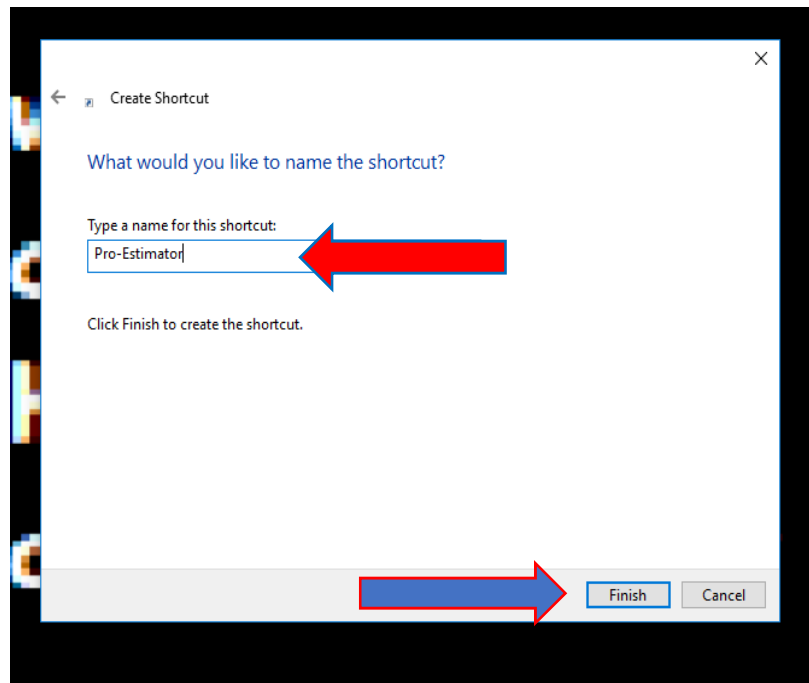 Create Shortcut
What would you like to name the shortcut?
Type a name for this shortcut:
Pro-Estimator
Click Finish to create the shortcut.
Finish Cancel